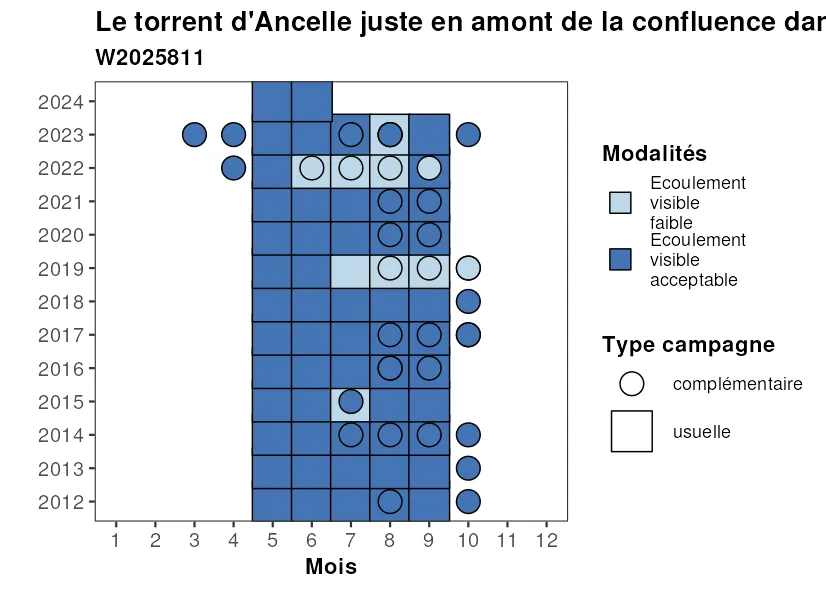 Le torrent d'Ancelle juste en amont de la confluence dan
W2025811
2024
2023
2022
2021
2020
2019
2018
2017
2016
2015
2014
2013
2012
1 2 3 4 5 6 7 8 9 10 11 12
Mois
Modalités
Ecoulement
visible
faible
Ecoulement
visible
acceptable
Type campagne
complémentaire
usuelle